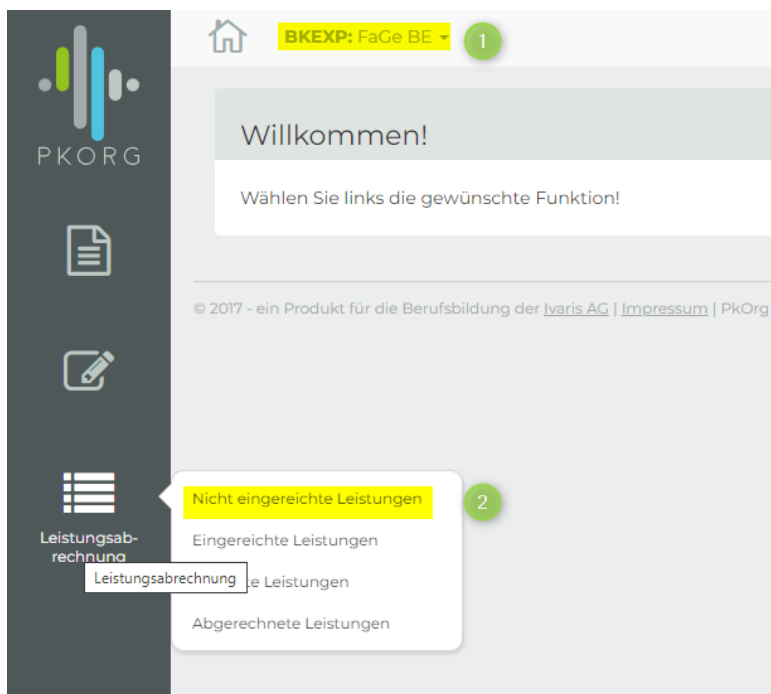 BKEXP: FaGe BE
1
PKORG
Willkommen!
Wählen Sie links die gewünschte Funktion!
© 2017 - ein Produkt für die Berufsbildung der Ivaris AG | Impressum | PkOrg
Nicht eingereichte Leistungen
2
Leistungsab-
rechnung
Eingereichte Leistungen
Leistungsabrechnung
Leistungen
Abgerechnete Leistungen